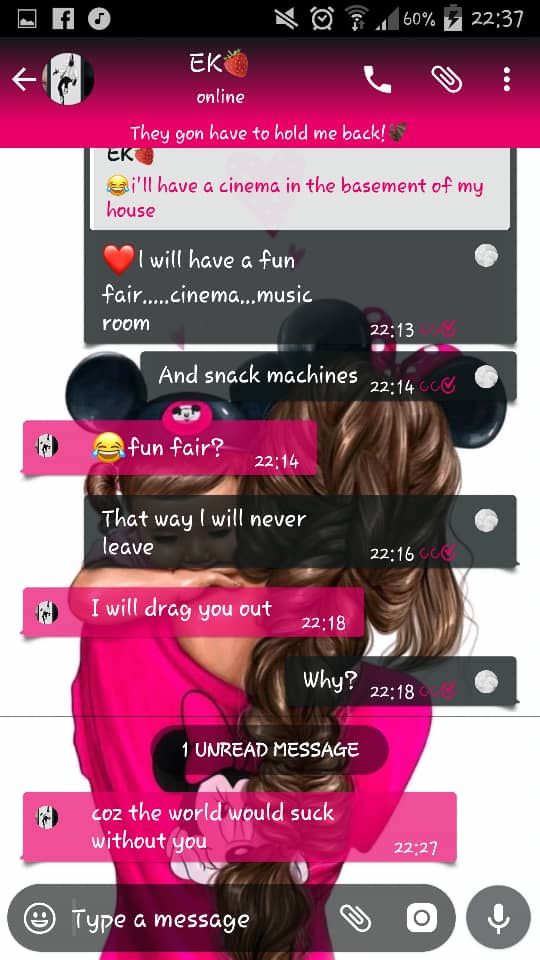 60% 22:37
EK🍓
online
They gon have to hold me back!
EK🍓
😂i'll have a cinema in the basement of my
house
❤️I will have a fun
fair.....cinema...music
room
22:13
And snack machines 22:14
😂fun fair?
22:14
That way I will never
leave
22:16
I will drag you out
22:18
Why? 22:18
1 UNREAD MESSAGE
coz the world would suck
without you
22:27
Type a message